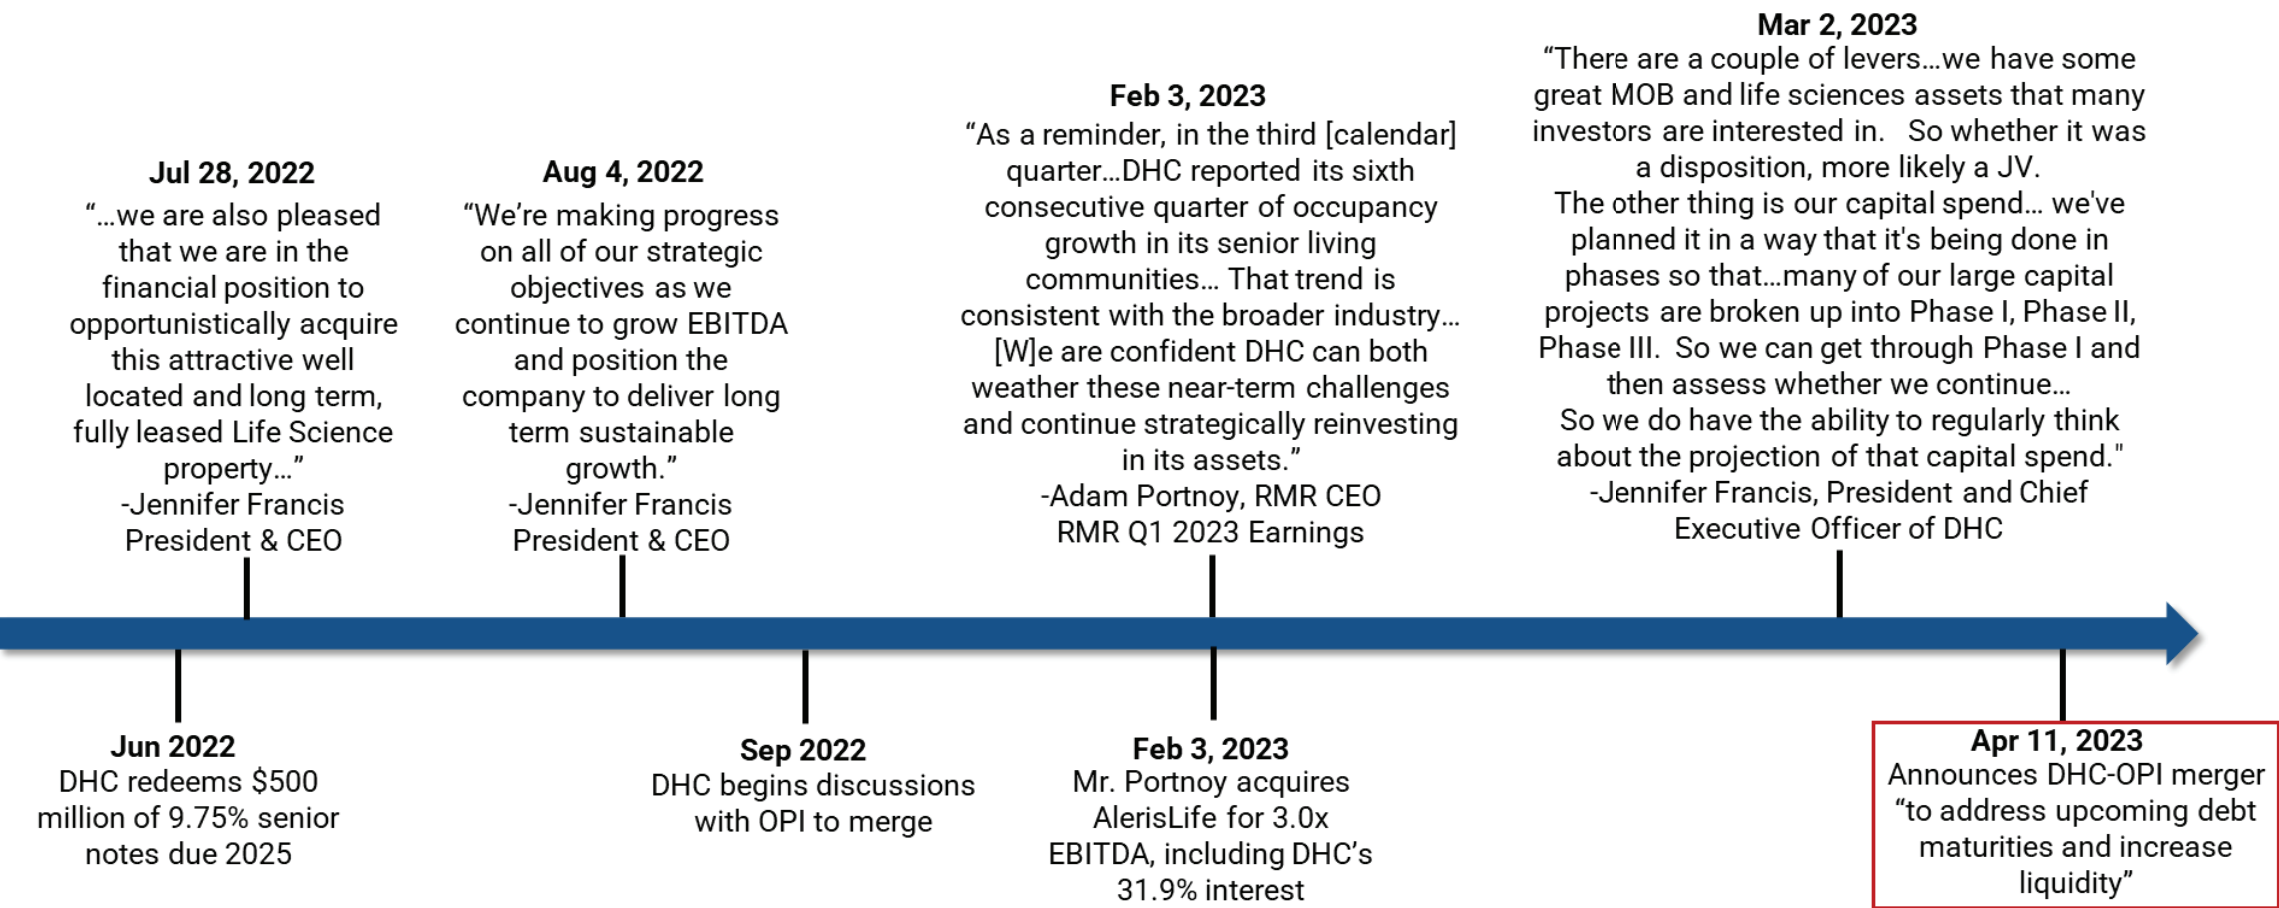 Jul 28, 2022
“…we are also pleased
that we are in the
financial position to
opportunistically acquire
this attractive well
located and long term,
fully leased Life Science
property…”
-Jennifer Francis
President & CEO
Aug 4, 2022
“We’re making progress
on all of our strategic
objectives as we
continue to grow EBITDA
and position the
company to deliver long
term sustainable
growth.”
-Jennifer Francis
President & CEO
Feb 3, 2023
“As a reminder, in the third [calendar]
quarter…DHC reported its sixth
consecutive quarter of occupancy
growth in its senior living
communities… That trend is
consistent with the broader industry…
[W]e are confident DHC can both
weather these near-term challenges
and continue strategically reinvesting
in its assets.”
-Adam Portnoy, RMR CEO
RMR Q1 2023 Earnings
Mar 2, 2023
“There are a couple of levers…we have some
great MOB and life sciences assets that many
investors are interested in.   So whether it was
a disposition, more likely a JV.
The other thing is our capital spend… we've
planned it in a way that it's being done in
phases so that…many of our large capital
projects are broken up into Phase I, Phase II,
Phase III.  So we can get through Phase I and
then assess whether we continue…
So we do have the ability to regularly think
about the projection of that capital spend."
-Jennifer Francis, President and Chief
Executive Officer of DHC
Jun 2022
DHC redeems $500
million of 9.75% senior
notes due 2025
Sep 2022
DHC begins discussions
with OPI to merge
Feb 3, 2023
Mr. Portnoy acquires
AlerisLife for 3.0x
EBITDA, including DHC’s
31.9% interest
Apr 11, 2023
Announces DHC-OPI merger
“to address upcoming debt
maturities and increase
liquidity”